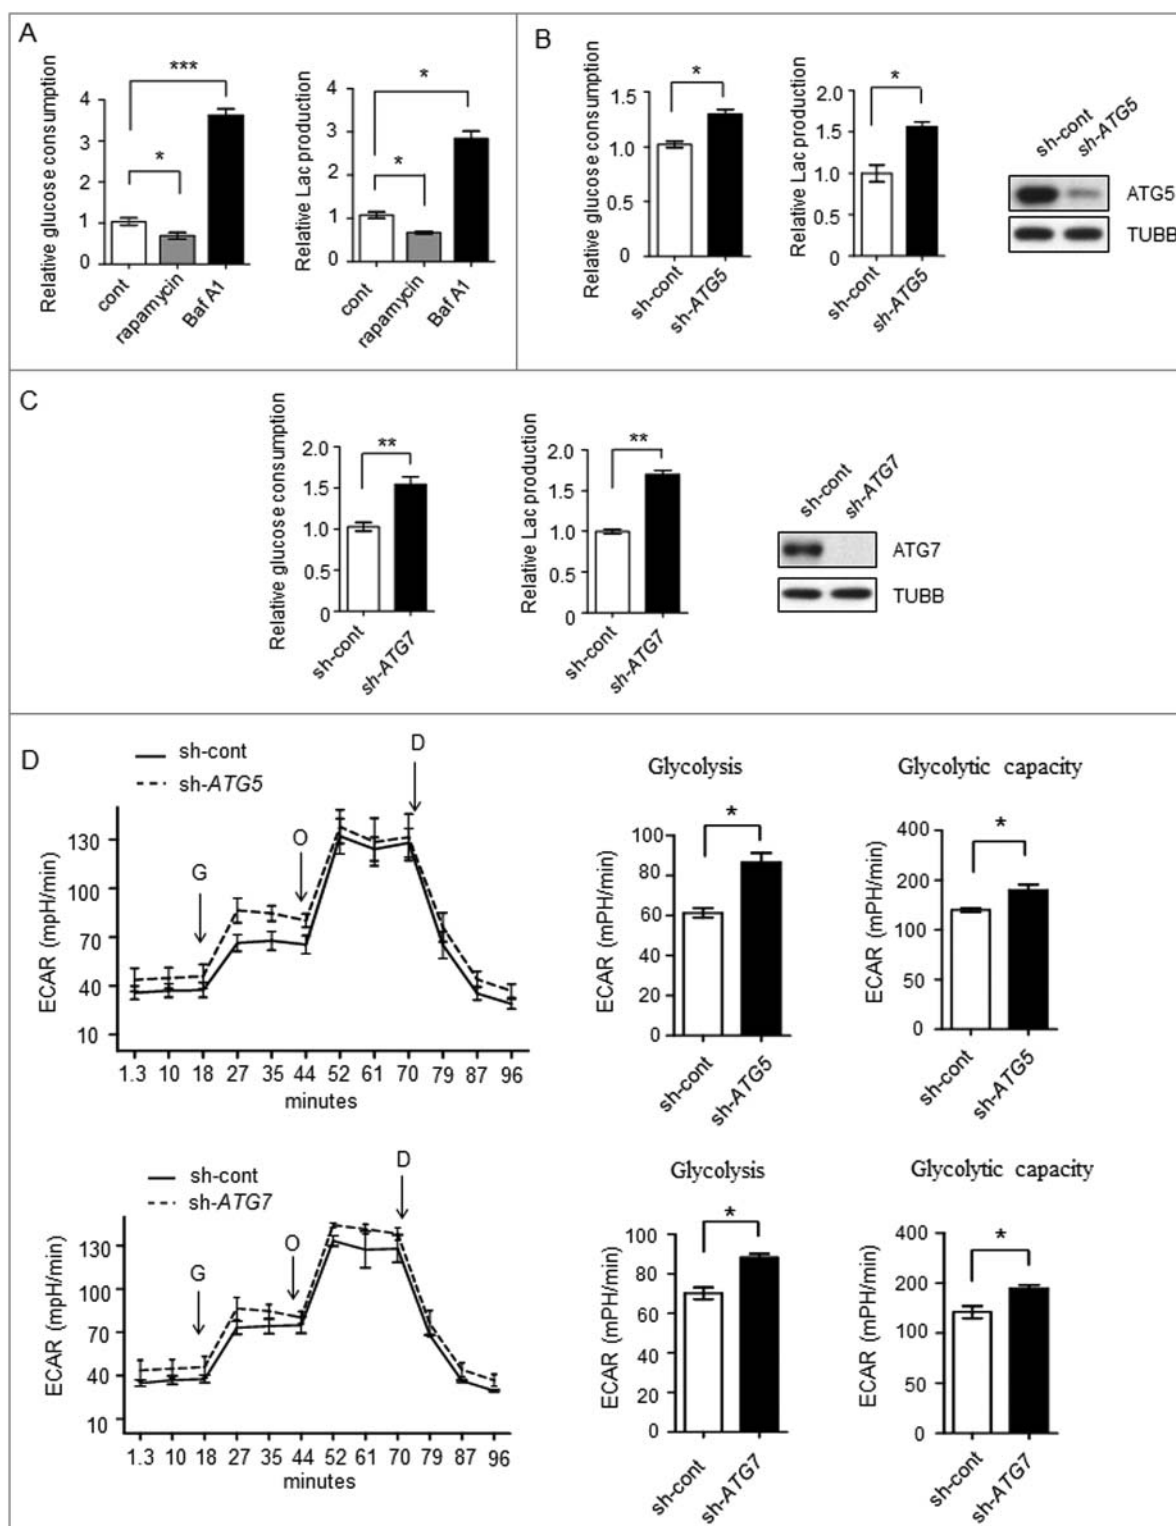 A
Relative glucose consumption
4
3
2
1
0
***
*
cont
rapamycin
Baf A1
Relative Lac production
4
3
2
1
0
*
*
cont
rapamycin
Baf A1
B
Relative glucose consumption
1.5
1.0
0.5
0
*
sh-cont
sh-ATG5
Relative Lac production
2.0
1.5
1.0
0.5
0
*
sh-cont
sh-ATG5
sh-cont
sh-ATG5
ATG5
TUBB
C
Relative glucose consumption
2.0
1.5
1.0
0.5
0
**
sh-cont
sh-ATG7
Relative Lac production
2.0
1.5
1.0
0.5
0
**
sh-cont
sh-ATG7
sh-cont
sh-ATG7
ATG7
TUBB
D
sh-cont
sh-ATG5
ECAR (mpH/min)
130
100
70
40
10
G
O
D
1.3 10 18 27 35 44 52 61 70 79 87 96
minutes
Glycolysis
ECAR (mPH/min)
100
80
60
40
20
0
*
sh-cont
sh-ATG5
Glycolytic capacity
ECAR (mPH/min)
400
200
100
50
0
*
sh-cont
sh-ATG5
sh-cont
sh-ATG7
ECAR (mpH/min)
130
100
70
40
10
G
O
D
1.3 10 18 27 35 44 52 61 70 79 87 96
minutes
Glycolysis
ECAR (mPH/min)
100
80
60
40
20
0
*
sh-cont
sh-ATG7
Glycolytic capacity
ECAR (mPH/min)
400
200
100
50
0
*
sh-cont
sh-ATG7